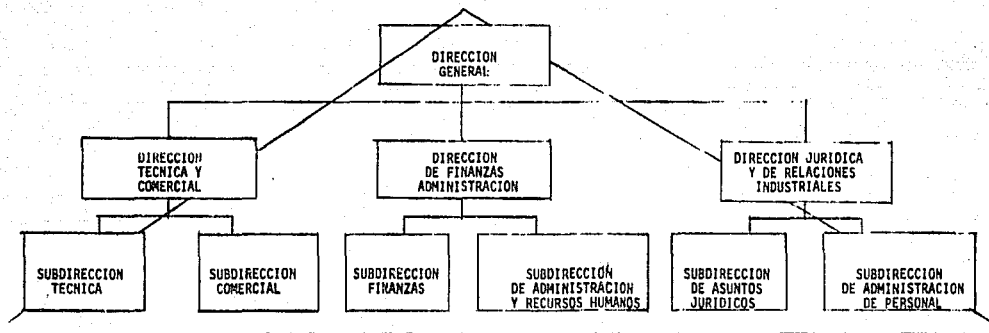 DIRECCION
GENERAL:
DIRECCION
TECNICA Y
COMERCIAL
DIRECCION
DE FINANZAS
ADMINISTRACION
DIRECCION JURIDICA
Y DE RELACIONES
INDUSTRIALES
SUBDIRECCION
TECNICA
SUBDIRECCION
COMERCIAL
SUBDIRECCION
FINANZAS
SUBDIRECCION
DE ADMINISTRACION
Y RECURSOS HUMANOS
SUBDIRECCION
DE ASUNTOS
JURIDICOS
SUBDIRECCION
DE ADMINISTRACION
DE PERSONAL